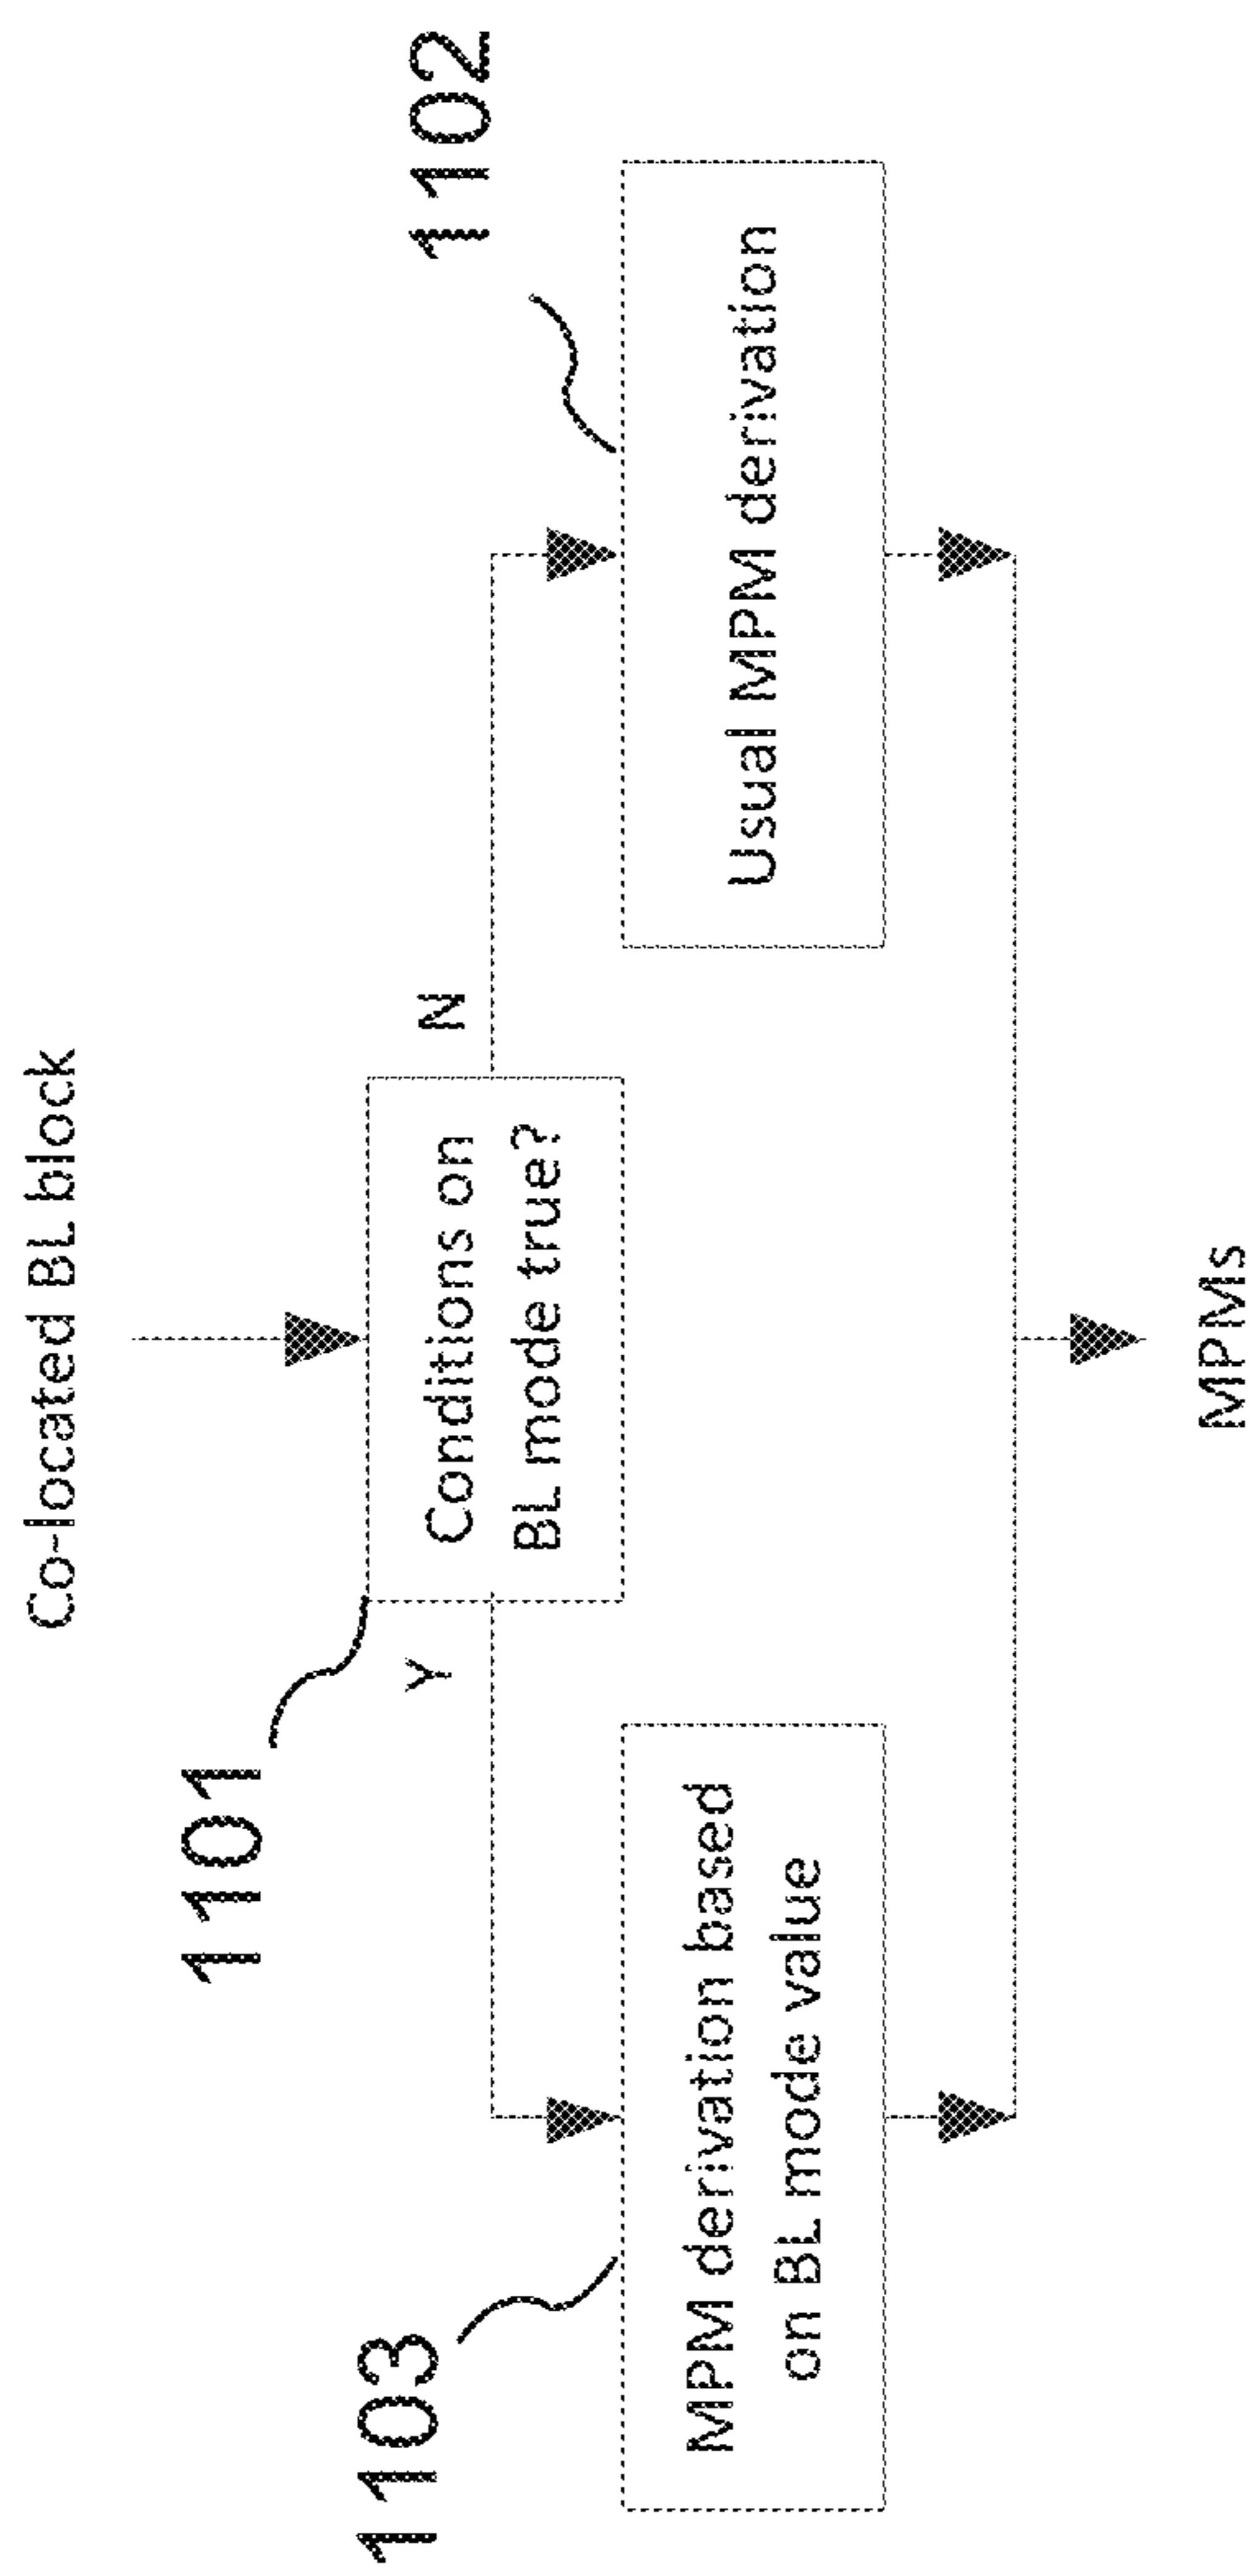 Co-located BL block
1101
Y
Conditions on
BL mode true?
N
1102
1103
MPM derivation based
on BL mode value
Usual MPM derivation
MPMs